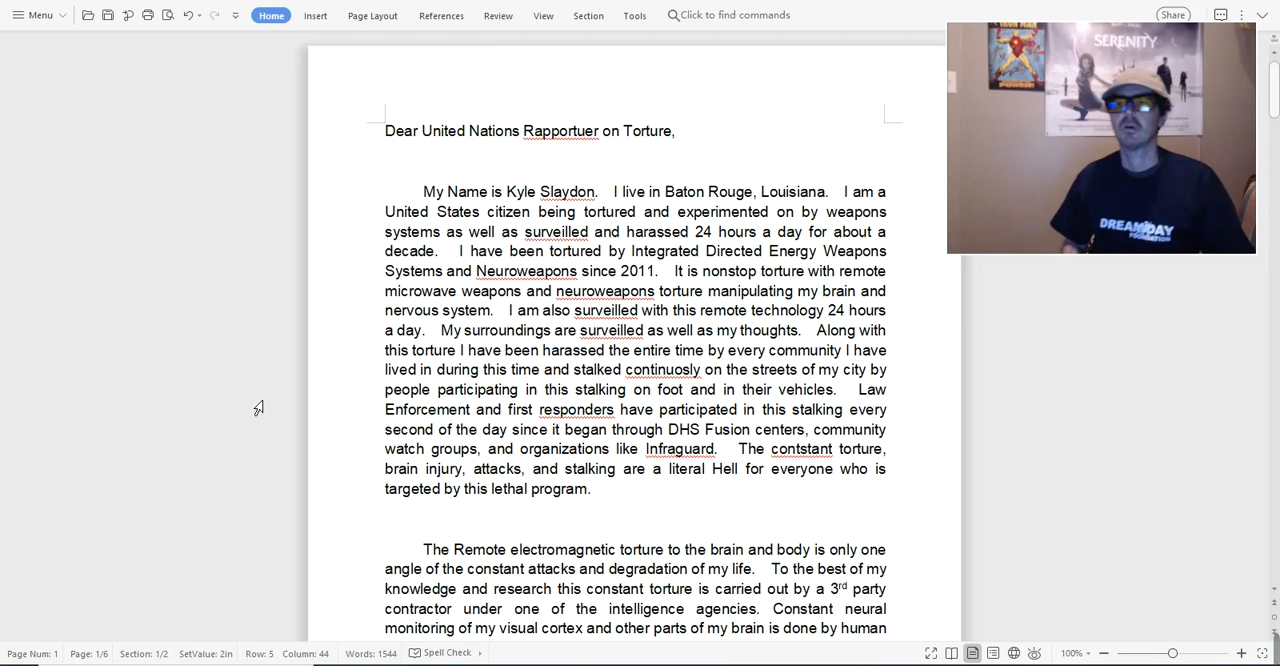 Menu
Home
Insert
Page Layout
References
Review
View
Section
Tools
Click to find commands
Share
SERENITY
DREAM DAY
FOUNDATION
Dear United Nations Rapportuer on Torture,
My Name is Kyle Slaydon. I live in Baton Rouge, Louisiana. I am a
United States citizen being tortured and experimented on by weapons
systems as well as surveilled and harassed 24 hours a day for about a
decade. I have been tortured by Integrated Directed Energy Weapons
Systems and Neuroweapons since 2011. It is nonstop torture with remote
microwave weapons and neuroweapons torture manipulating my brain and
nervous system. I am also surveilled with this remote technology 24 hours
a day. My surroundings are surveilled as well as my thoughts. Along with
this torture I have been harassed the entire time by every community I have
lived in during this time and stalked continuosly on the streets of my city by
people participating in this stalking on foot and in their vehicles. Law
Enforcement and first responders have participated in this stalking every
second of the day since it began through DHS Fusion centers, community
watch groups, and organizations like Infraguard. The contstant torture,
brain injury, attacks, and stalking are a literal Hell for everyone who is
targeted by this lethal program.
The Remote electromagnetic torture to the brain and body is only one
angle of the constant attacks and degradation of my life. To the best of my
knowledge and research this constant torture is carried out by a 3rd party
contractor under one of the intelligence agencies. Constant neural
monitoring of my visual cortex and other parts of my brain is done by human
Page Num: 1 Page: 1/6 Section: 1/2 SetValue: 2in Row: 5 Column: 44 Words: 1544 Spell Check 100%